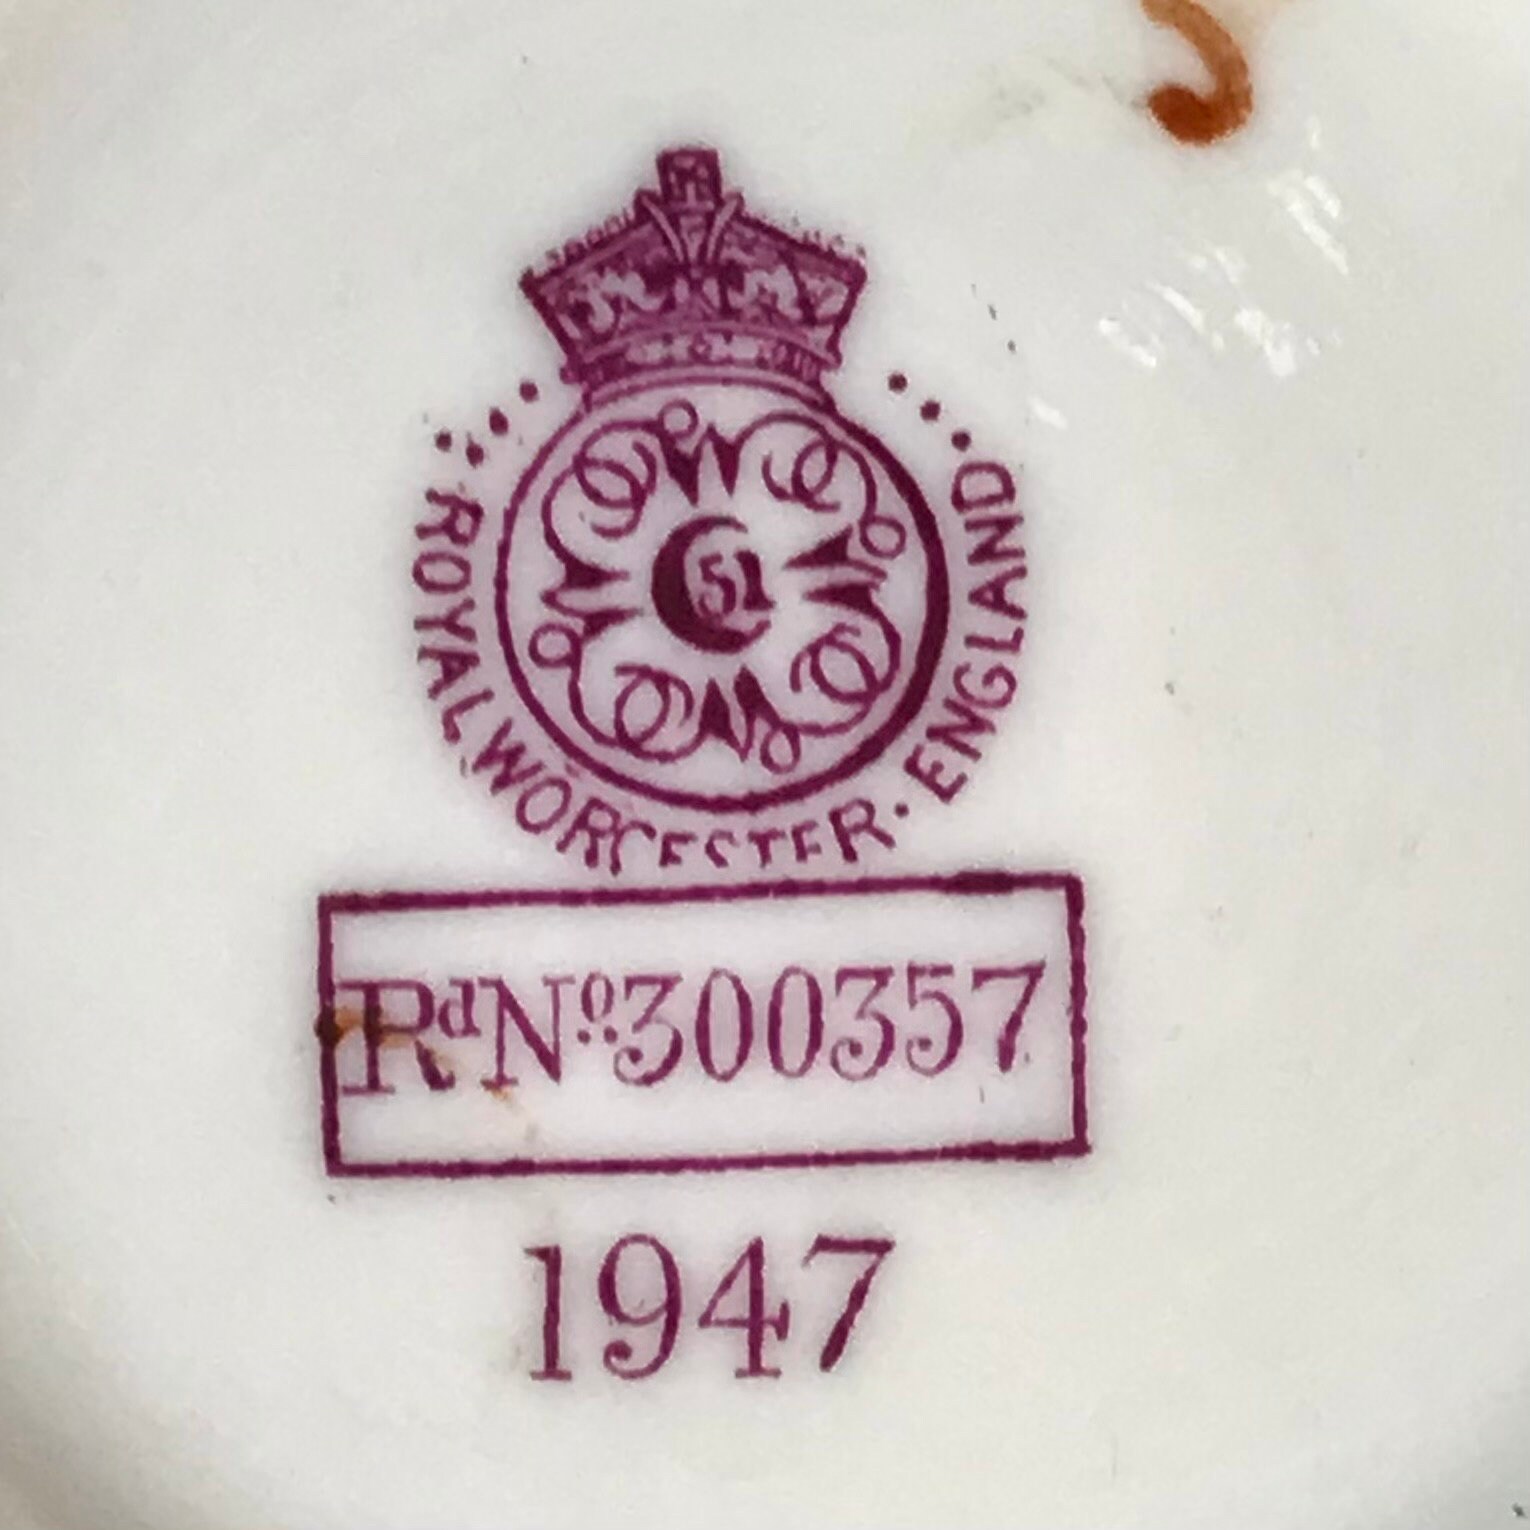 51
ROYAL WORCESTER · ENGLAND
RdNo. 300357
1947